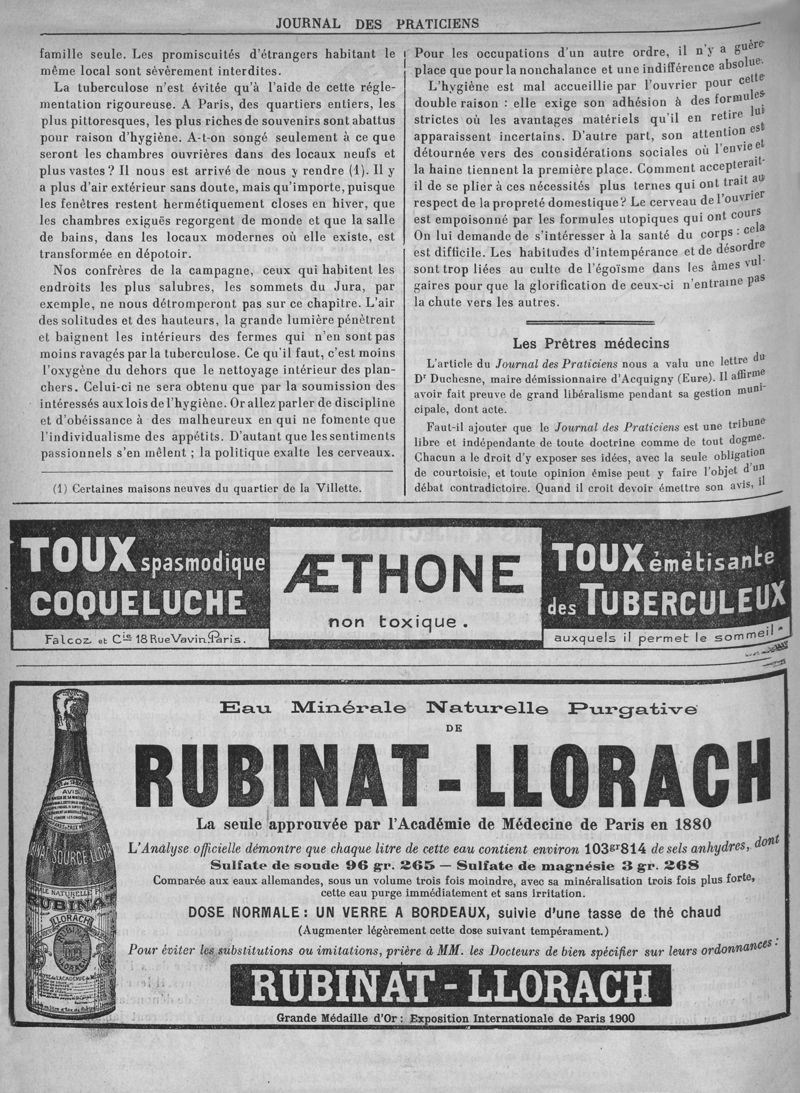 JOURNAL DES PRATICIENS
famille seule. Les promiscuités d'étrangers habitant le
même local sont sévèrement interdites.
La tuberculose n'est évitée qu'à l'aide de cette régle-
mentation rigoureuse. A Paris, des quartiers entiers, les
plus pittoresques, les plus riches de souvenirs sont abattus
pour raison d'hygiène. A-t-on songé seulement à ce que
seront les chambres ouvrières dans des locaux neufs et
plus vastes ? Il nous est arrivé de nous y rendre (1). Il y
a plus d'air extérieur sans doute, mais qu'importe, puisque
les fenêtres restent hermétiquement closes en hiver, que
les chambres exiguës regorgent de monde et que la salle
de bains, dans les locaux modernes où elle existe, est
transformée en dépotoir.
Nos confrères de la campagne, ceux qui habitent les
endroits les plus salubres, les sommets du Jura, par
exemple, ne nous détromperont pas sur ce chapitre. L'air
des solitudes et des hauteurs, la grande lumière pénètrent
et baignent les intérieurs des fermes qui n'en sont pas
moins ravagés par la tuberculose. Ce qu'il faut, c'est moins
l'oxygène du dehors que le nettoyage intérieur des plan-
chers. Celui-ci ne sera obtenu que par la soumission des
intéressés aux lois de l'hygiène. Or allez parler de discipline
et d'obéissance à des malheureux en qui ne fomente que
l'individualisme des appétits. D'autant que les sentiments
passionnels s'en mêlent ; la politique exalte les cerveaux.
(1) Certaines maisons neuves du quartier de la Villette.
Pour les occupations d'un autre ordre, il n'y a guère
place que pour la nonchalance et une indifférence absolue.
L'hygiène est mal accueillie par l'ouvrier pour cette
double raison : elle exige son adhésion à des formules
strictes où les avantages matériels qu'il en retire lui
apparaissent incertains. D'autre part, son attention est
détournée vers des considérations sociales où l'envie et
la haine tiennent la première place. Comment accepterait-
il de se plier à ces nécessités plus ternes qui ont trait au
respect de la propreté domestique ? Le cerveau de l'ouvrier
est empoisonné par les formules utopiques qui ont cours
On lui demande de s'intéresser à la santé du corps : cela
est difficile. Les habitudes d'intempérance et de désordre
sont trop liées au culte de l'égoïsme dans les âmes vul-
gaires pour que la glorification de ceux-ci n'entraine pas
la chute vers les autres.
Les Prêtres médecins
L'article du Journal des Praticiens nous a valu une lettre du
Dr Duchesne, maire démissionnaire d'Acquigny (Eure). Il affirme
avoir fait preuve de grand libéralisme pendant sa gestion muni-
cipale, dont acte.
Faut-il ajouter que le Journal des Praticiens est une tribune
libre et indépendante de toute doctrine comme de tout dogme.
Chacun a le droit d'y exposer ses idées, avec la seule obligation
de courtoisie, et toute opinion émise peut y faire l'objet d'un
débat contradictoire. Quand il croit devoir émettre son avis, il
TOUX spasmodique
COQUELUCHE
Falcoz et Cie 18 Rue Vavin, Paris.
ÆTHONE
non toxique.
TOUX émétisante
des TUBERCULEUX
auxquels il permet le sommeil
Eau Minérale Naturelle Purgative
DE
RUBINAT-LLORACH
La seule approuvée par l'Académie de Médecine de Paris en 1880
L'Analyse officielle démontre que chaque litre de cette eau contient environ 103gr814 de sels anhydres, dont
Sulfate de soude 96 gr. 265 — Sulfate de magnésie 3 gr. 268
Comparée aux eaux allemandes, sous un volume trois fois moindre, avec sa minéralisation trois fois plus forte,
cette eau purge immédiatement et sans irritation.
DOSE NORMALE : UN VERRE A BORDEAUX, suivie d'une tasse de thé chaud
(Augmenter légèrement cette dose suivant tempérament.)
Pour éviter les substitutions ou imitations, prière à MM. les Docteurs de bien spécifier sur leurs ordonnances :
RUBINAT - LLORACH
Grande Médaille d'Or : Exposition Internationale de Paris 1900
AVIS
SOURCE LLORACH
NATURELLE
RUBINAT
LLORACH
RUBINAT
LLORACH